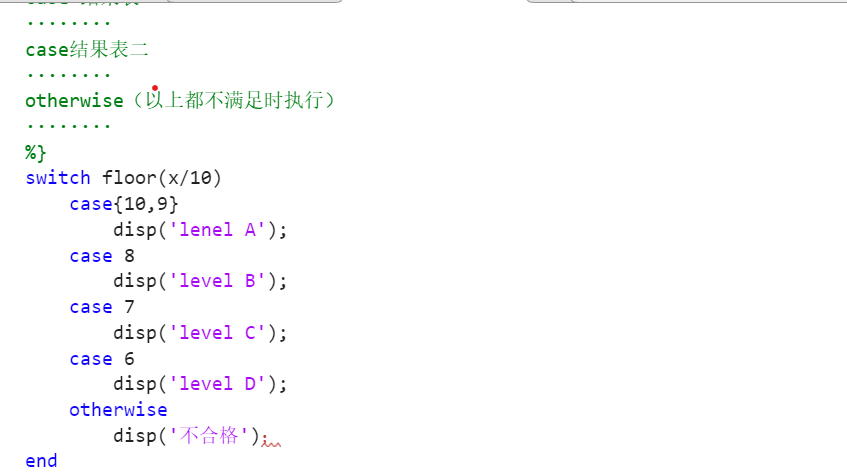 ········
case结果表二
········
otherwise（以上都不满足时执行）
········
%}
switch floor(x/10)
    case{10,9}
        disp('lenel A');
    case 8
        disp('level B');
    case 7
        disp('level C');
    case 6
        disp('level D');
    otherwise
        disp('不合格');
end